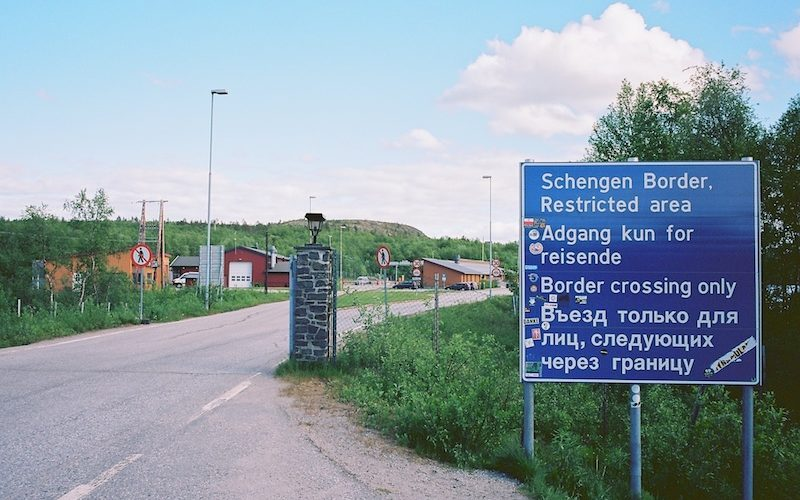 Schengen Border,
Restricted area
Adgang kun for
reisende
Border crossing only
Въезд только для
лиц, следующих
через границу